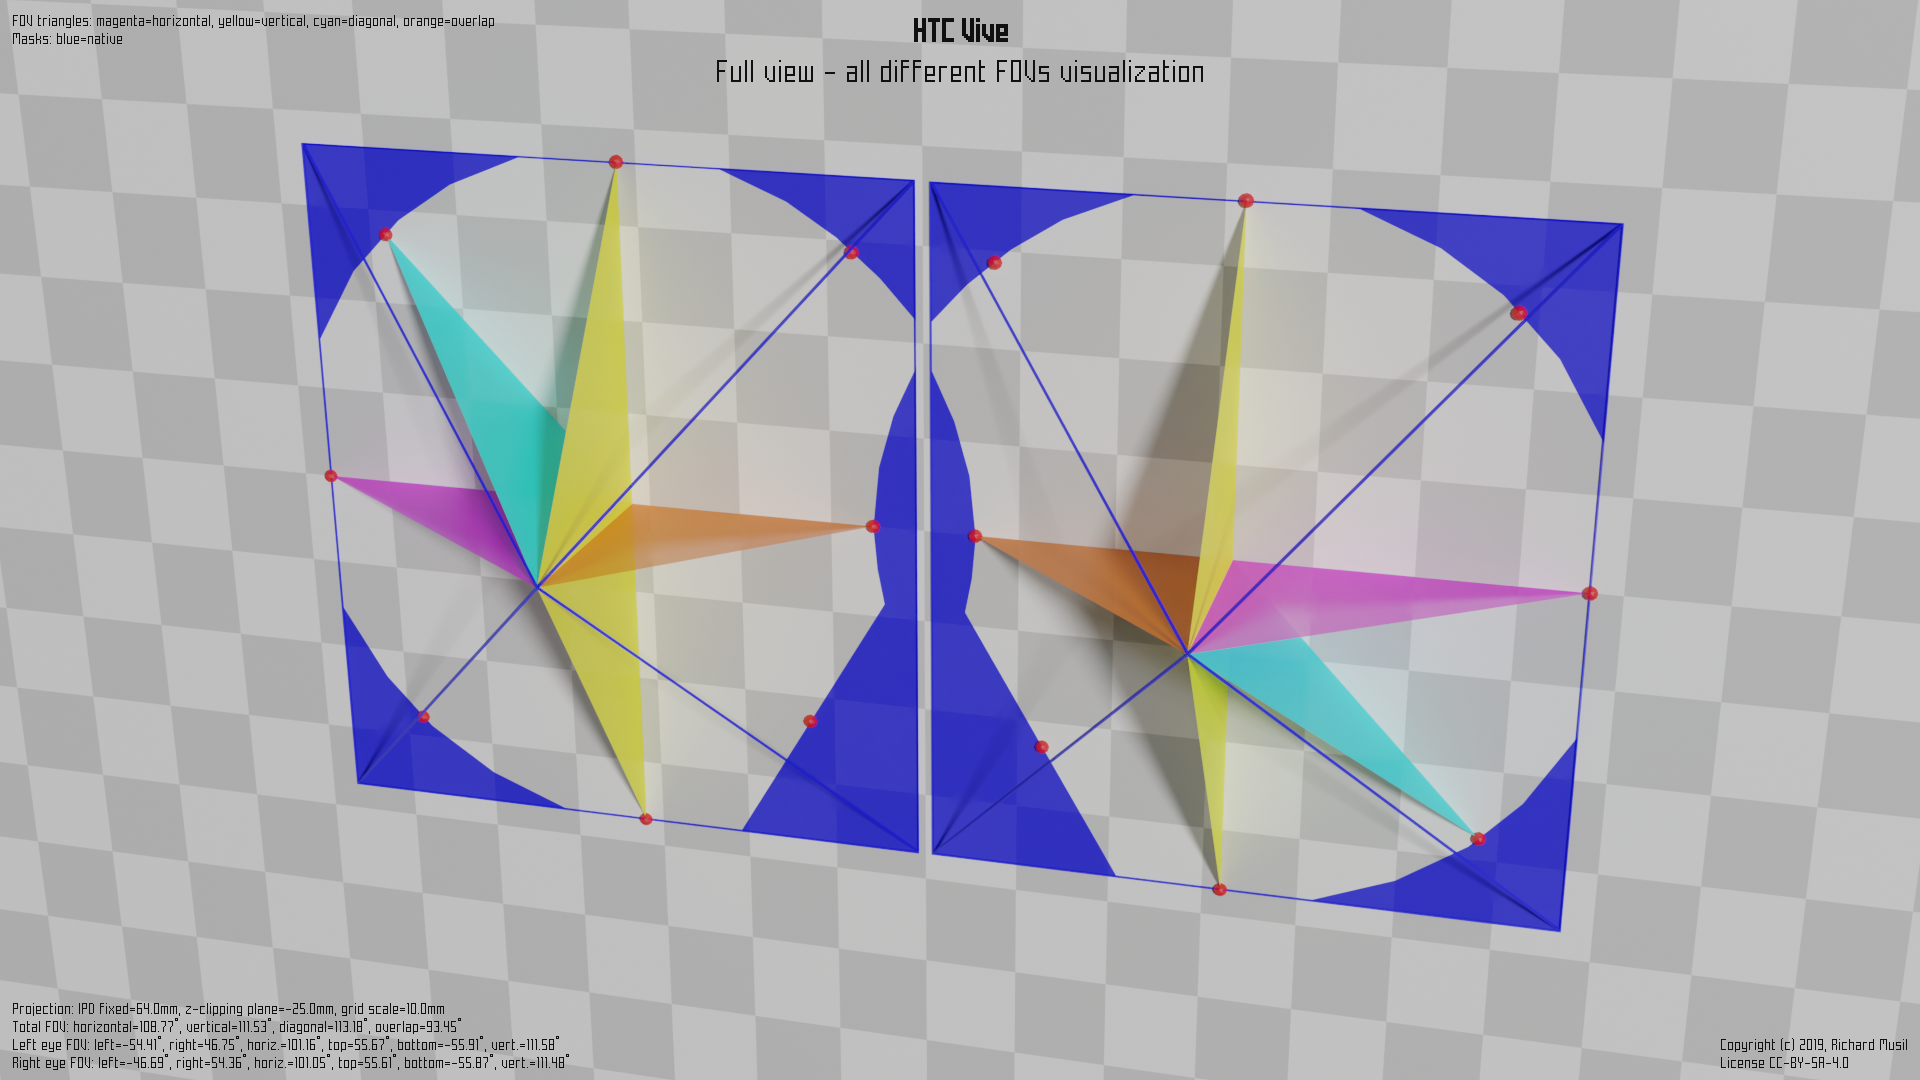 FOV triangles: magenta=horizontal, yellow=vertical, cyan=diagonal, orange=overlap
Masks: blue=native
HTC Vive
Full view - all different FOVs visualization
Projection: IPD fixed=64.0mm, z-clipping plane=-25.0mm, grid scale=10.0mm
Total FOV: horizontal=108.77°, vertical=111.53°, diagonal=113.18°, overlap=93.45°
Left eye FOV: left=-54.41°, right=46.75°, horiz.=101.16°, top=55.67°, bottom=-55.91°, vert.=111.58°
Right eye FOV: left=-46.69°, right=54.36°, horiz.=101.05°, top=55.61°, bottom=-55.87°, vert.=111.48°
Copyright (c) 2019, Richard Musil
License CC-BY-SA-4.0